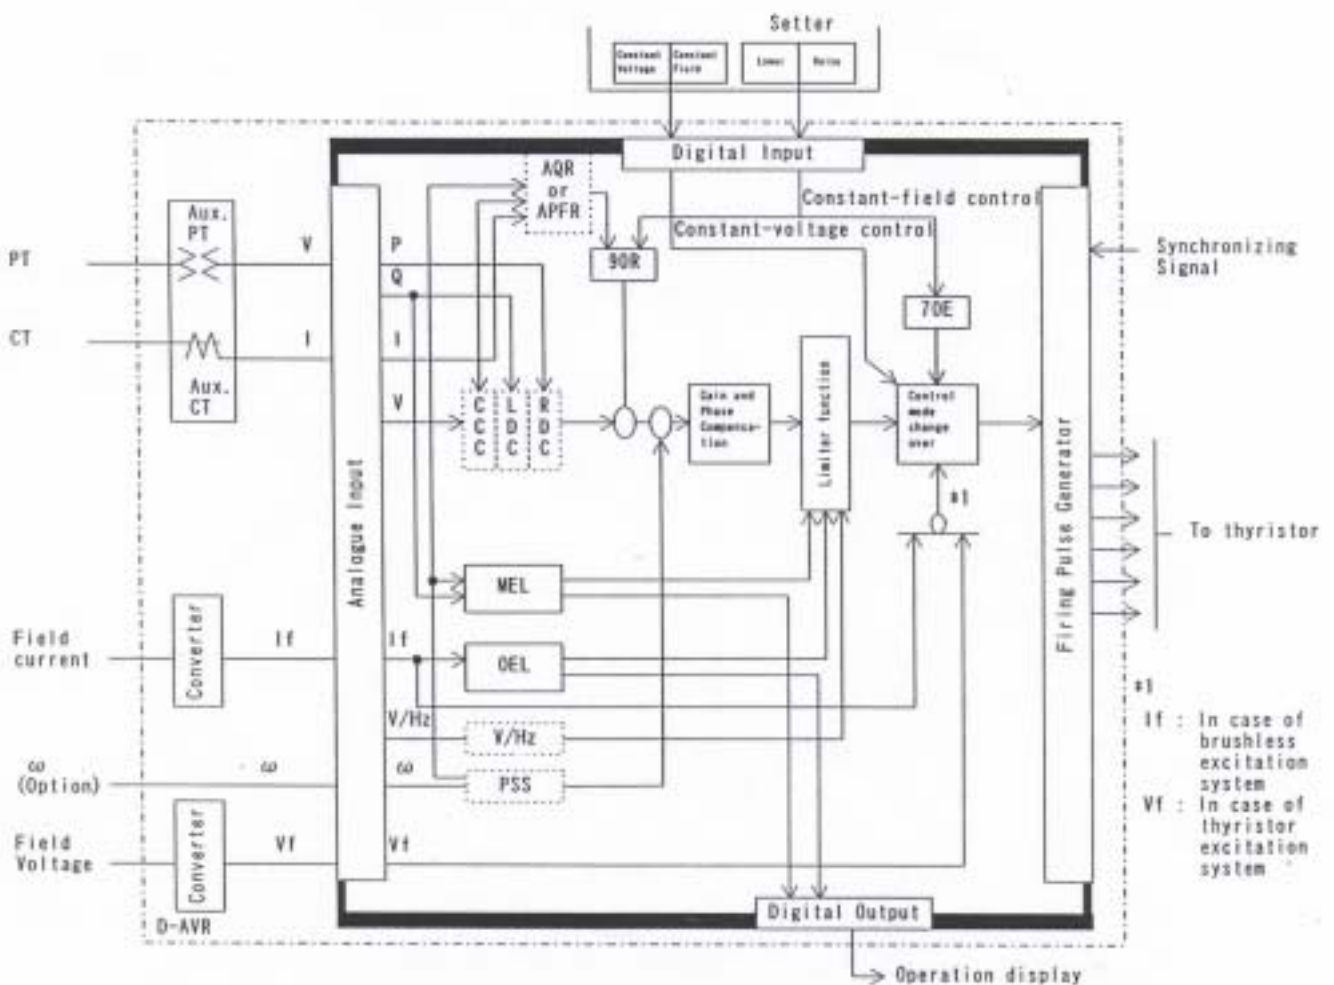 Setter
Constant Voltage
Constant Field
Lower
Raise
Digital Input
AQR
or
APFR
Constant-field control
Constant-voltage control
Aux.
PT
PT
V
P
Q
90R
Synchronizing
Signal
70E
CT
I
I
Aux.
CT
V
CCC
LDC
RDC
Gain and
Phase
Compensa-
tion
Limiter function
Control
mode
change
over
Analogue Input
Firing Pulse Generator
*1
To thyristor
MEL
Field
current
Converter
If
If
OEL
*1
If : In case of
brushless
excitation
system
Vf : In case of
thyristor
excitation
system
V/Hz
V/Hz
ω
(Option)
ω
ω
PSS
Field
Voltage
Converter
Vf
Vf
D-AVR
Digital Output
Operation display